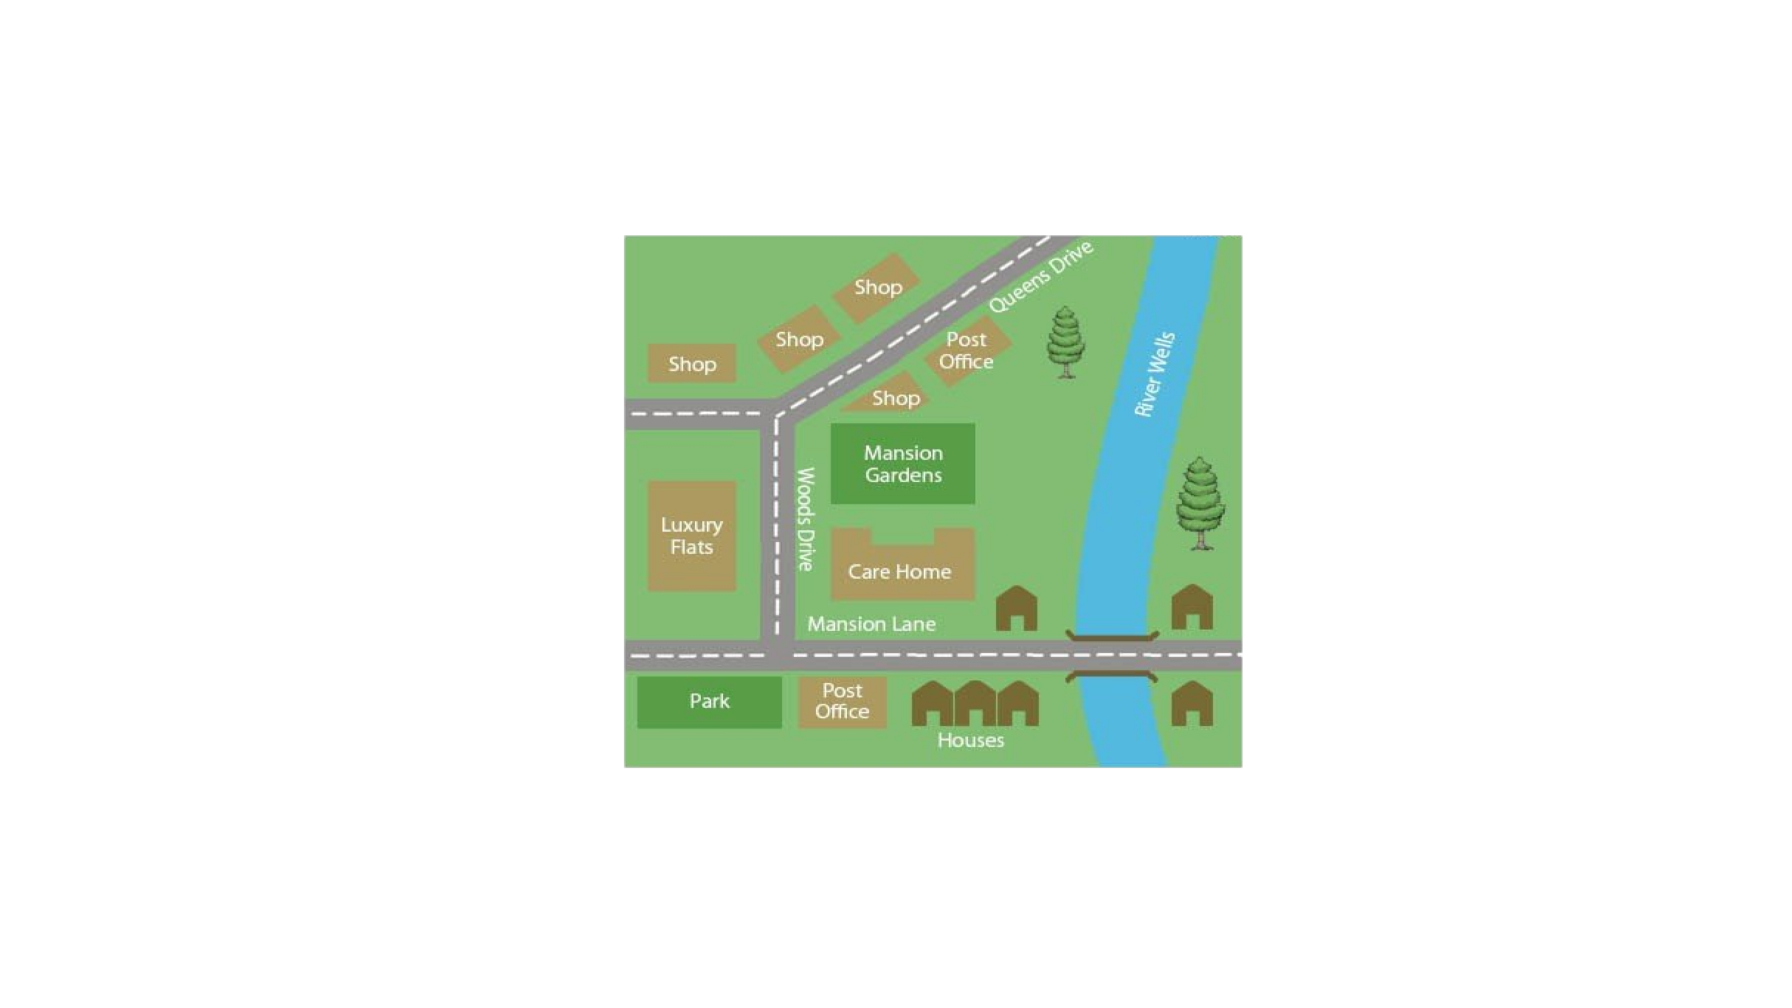 Queens Drive
Shop
Shop
Shop
Post
Office
Shop
River Wells
Mansion
Gardens
Woods Drive
Luxury
Flats
Care Home
Mansion Lane
Park
Post
Office
Houses